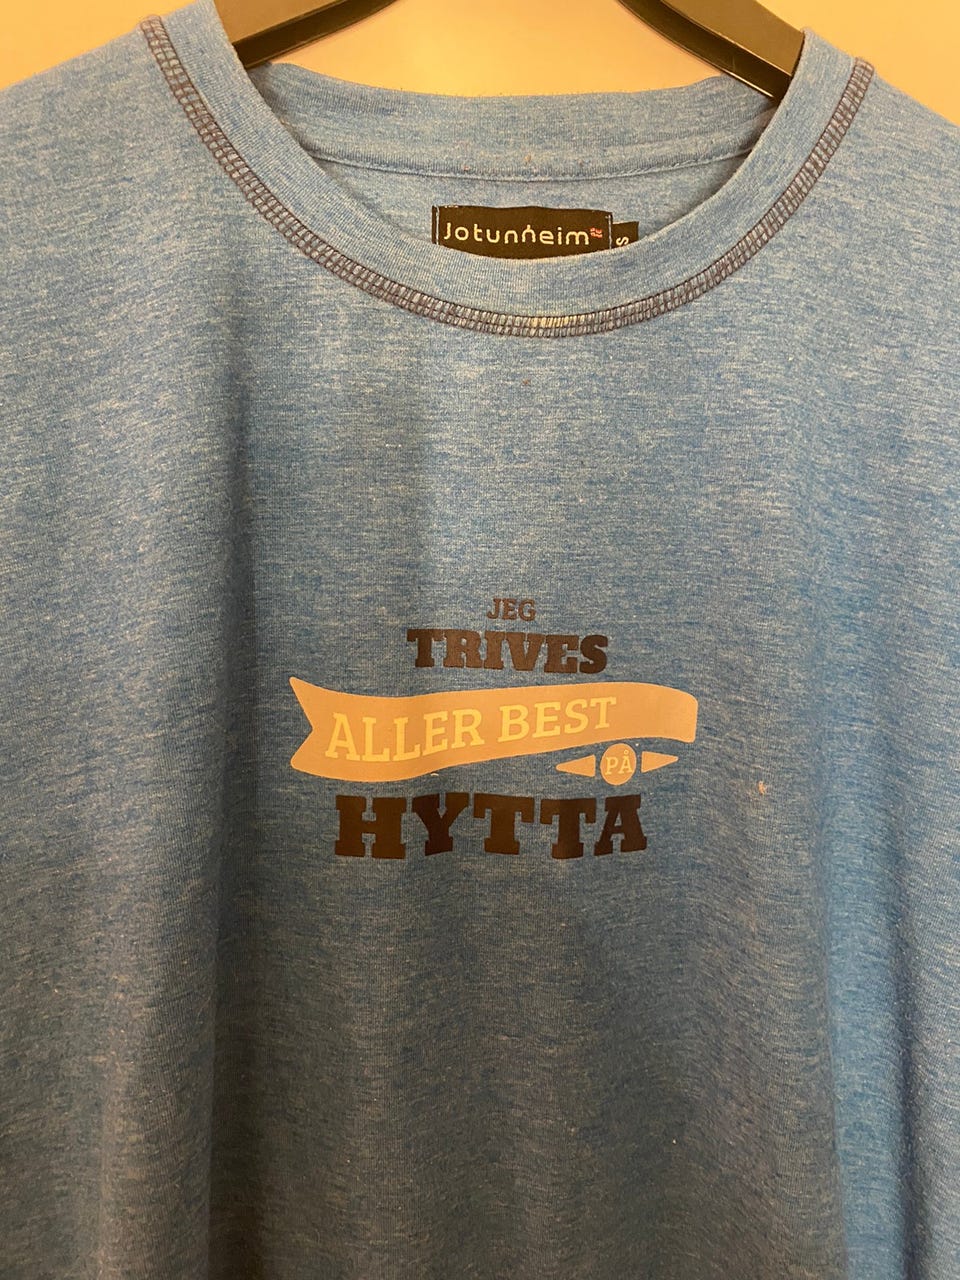 Jotunheim
S
JEG
TRIVES
ALLER BEST
PÅ
HYTTA